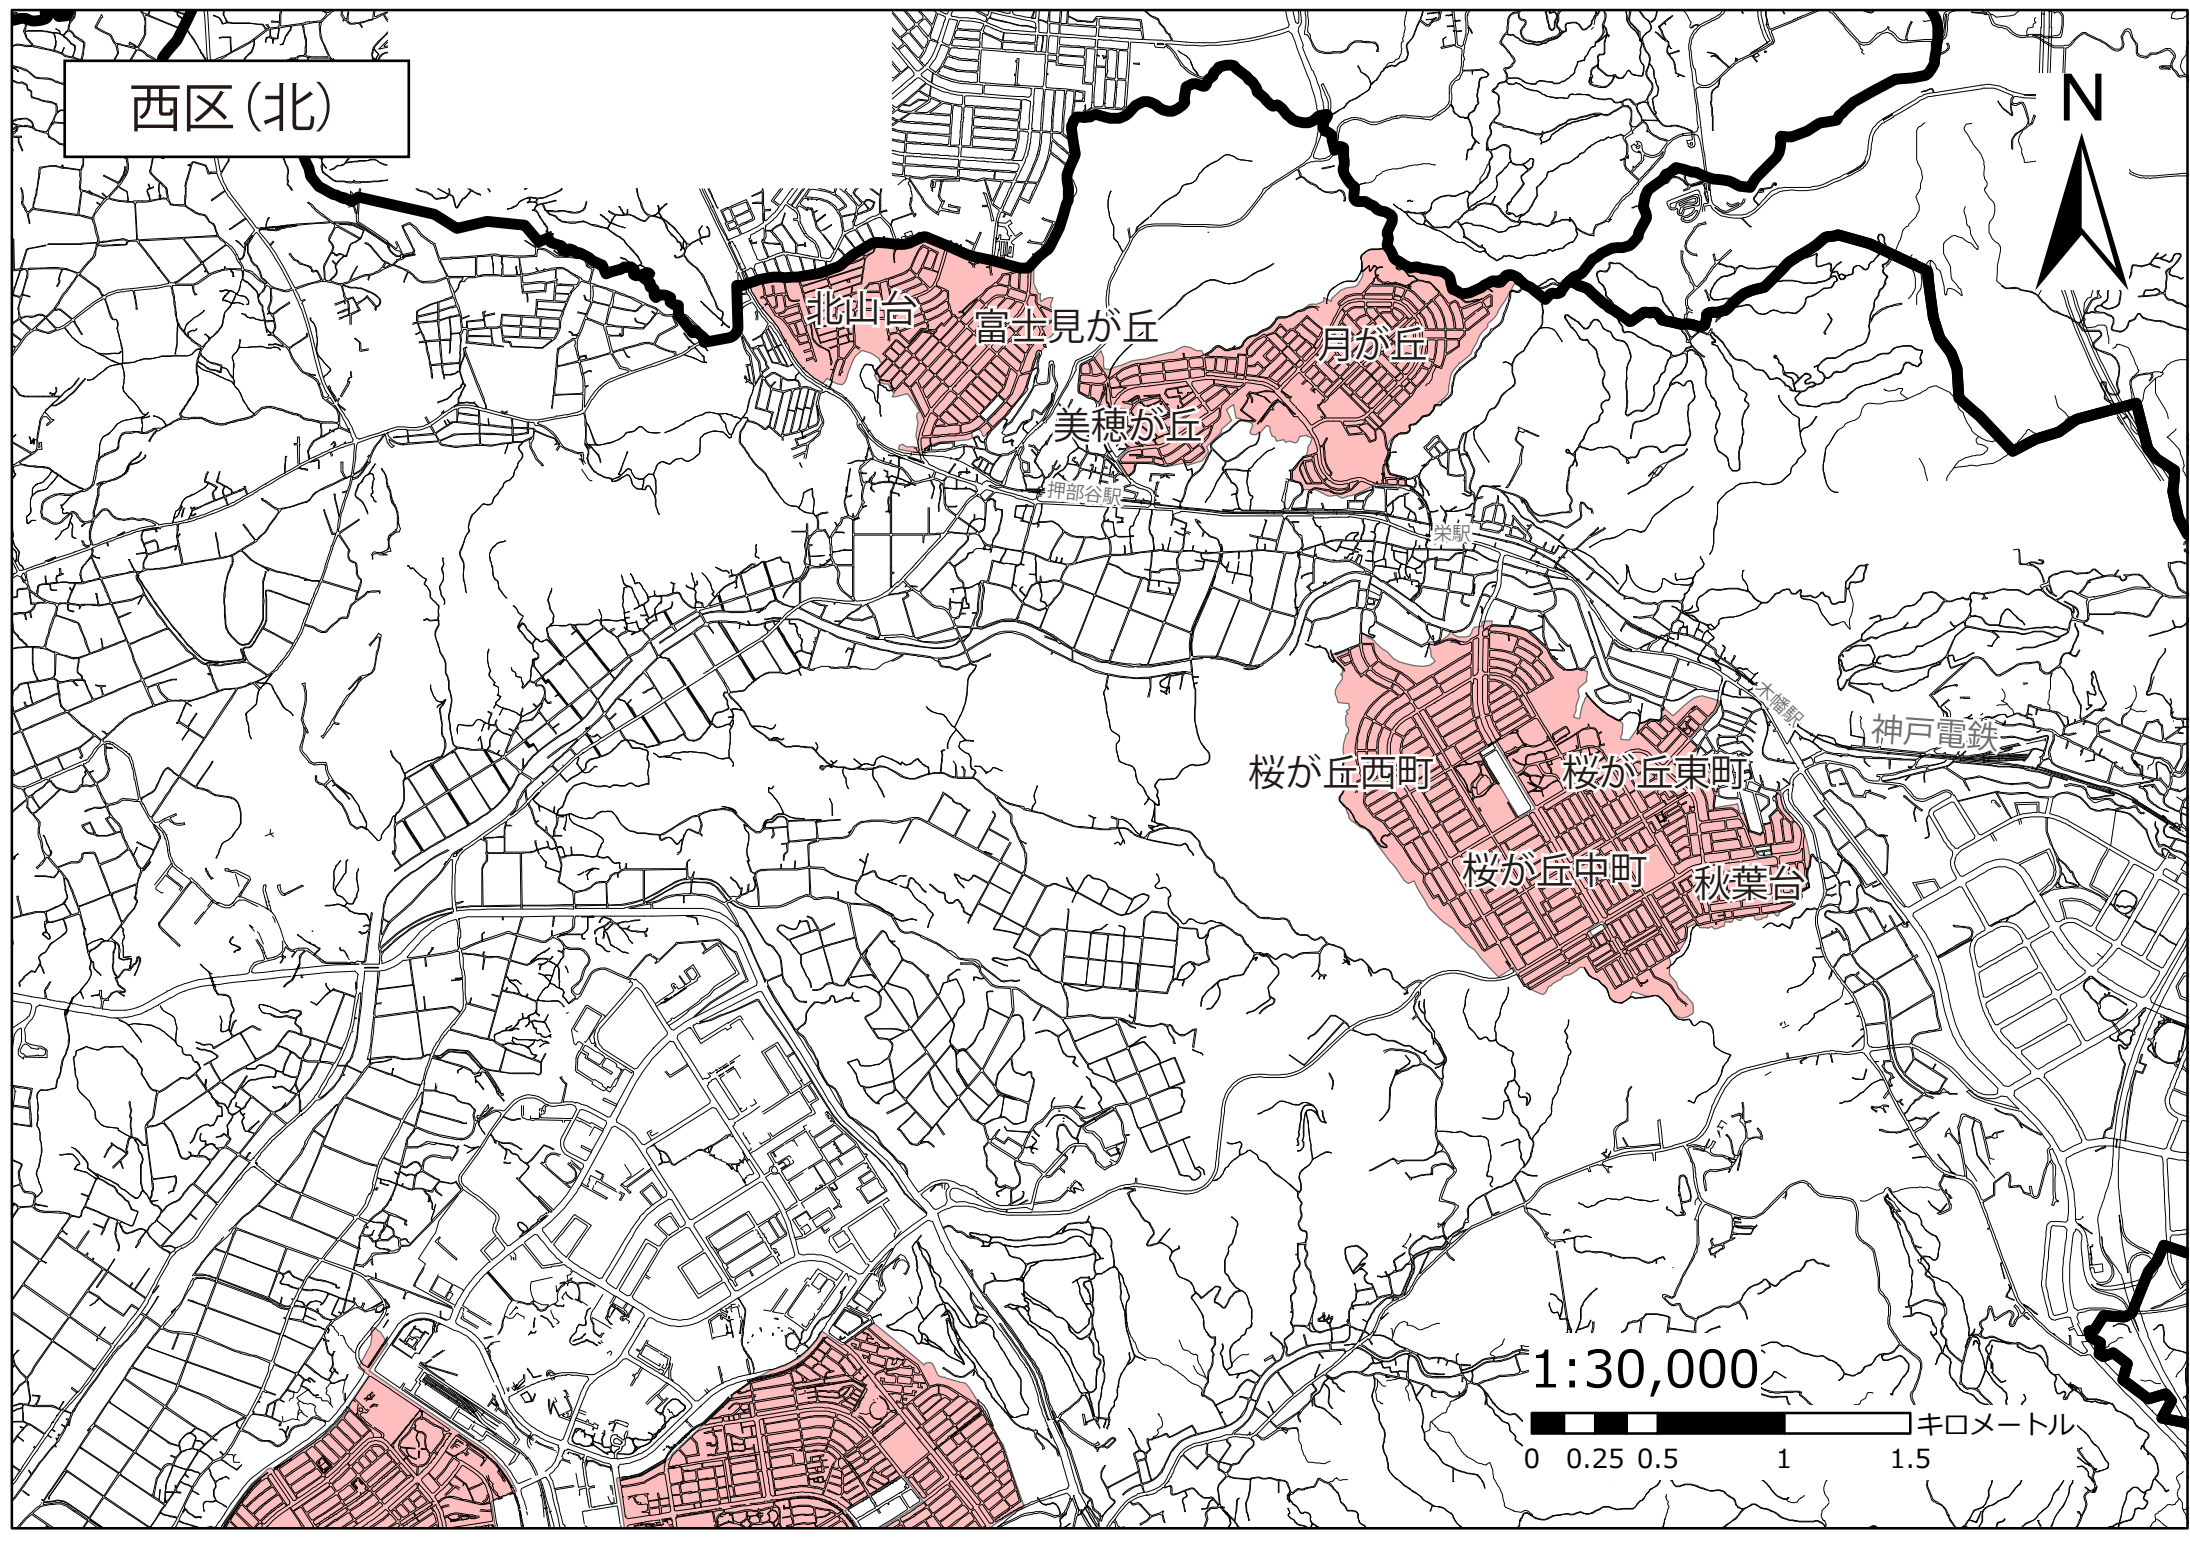 西区（北）
N
北山台
富士見が丘
月が丘
美穂が丘
押部谷駅
栄駅
木幡駅
神戸電鉄
桜が丘西町
桜が丘東町
桜が丘中町
秋葉台
1:30,000
キロメートル
0 0.25 0.5 1 1.5